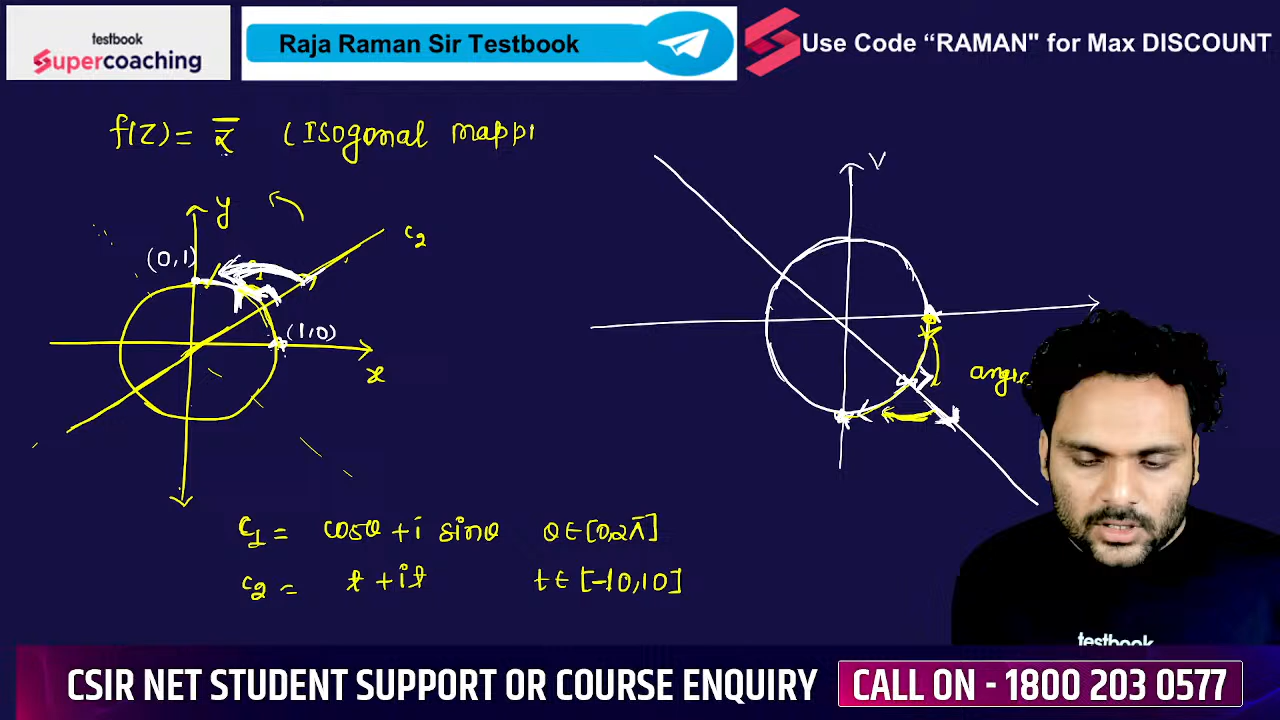 testbook
Supercoaching
Raja Raman Sir Testbook
Use Code “RAMAN" for Max DISCOUNT
f(z) = z̅ (Isogonal mappi
y
c₂
V
(0,1)
(1,0)
x
angle
C₁ = cosθ + i sinθ θ ∈ [0,2π]
C₂ = t + it t ∈ [-10,10]
testbook
CSIR NET STUDENT SUPPORT OR COURSE ENQUIRY
CALL ON - 1800 203 0577